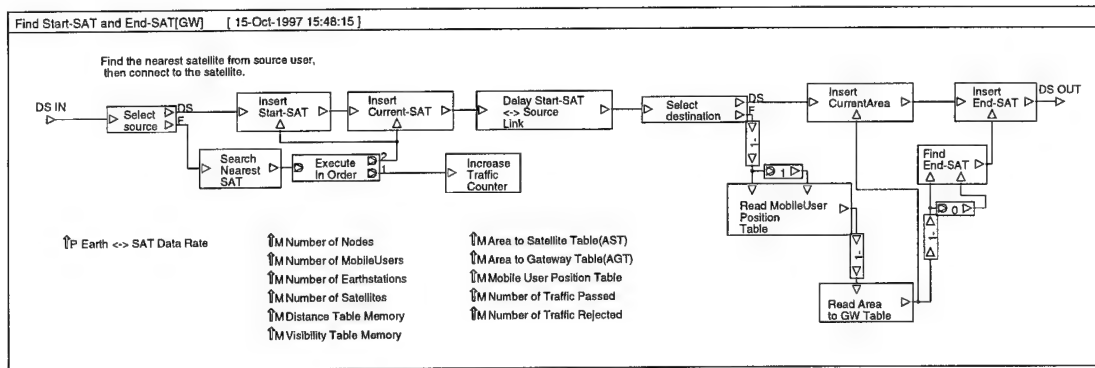 Find Start-SAT and End-SAT[GW] [ 15-Oct-1997 15:48:15 ]
Find the nearest satellite from source user,
then connect to the satellite.
DS IN
Select
source
DS
F
Insert
Start-SAT
Insert
Current-SAT
Delay Start-SAT
<-> Source
Link
Select
destination
DS
F
Insert
CurrentArea
Insert
End-SAT
DS OUT
Search
Nearest
SAT
Execute
In Order
2
1
Increase
Traffic
Counter
1-
1
Read MobileUser
Position
Table
1-
Read Area
to GW Table
Find
End-SAT
0
1-
⇑P Earth <-> SAT Data Rate
⇑M Number of Nodes
⇑M Number of MobileUsers
⇑M Number of Earthstations
⇑M Number of Satellites
⇑M Distance Table Memory
⇑M Visibility Table Memory
⇑M Area to Satellite Table(AST)
⇑M Area to Gateway Table(AGT)
⇑M Mobile User Position Table
⇑M Number of Traffic Passed
⇑M Number of Traffic Rejected